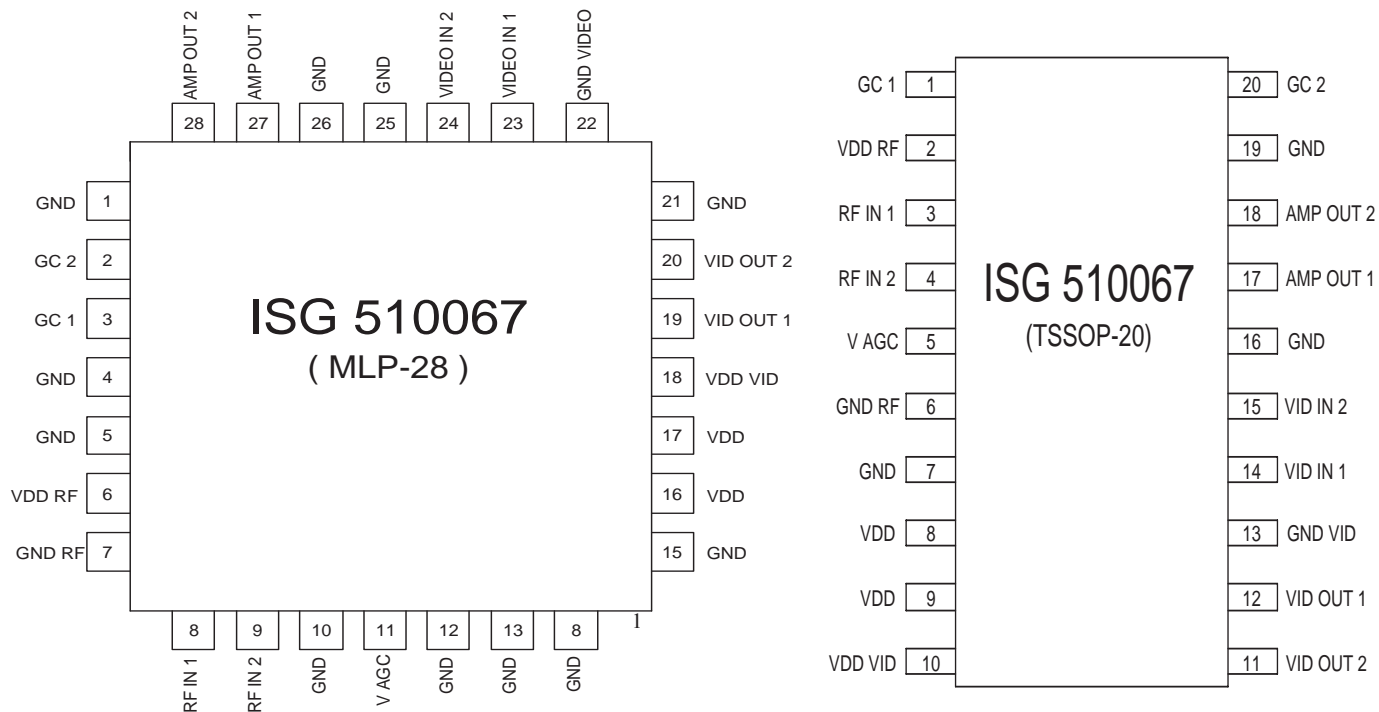 AMP OUT 2
AMP OUT 1
GND
GND
VIDEO IN 2
VIDEO IN 1
GND VIDEO
28
27
26
25
24
23
22
GND 1
GC 2 2
GC 1 3
GND 4
GND 5
VDD RF 6
GND RF 7
ISG 510067
( MLP-28 )
21 GND
20 VID OUT 2
19 VID OUT 1
18 VDD VID
17 VDD
16 VDD
15 GND
1
8
9
10
11
12
13
8
RF IN 1
RF IN 2
GND
V AGC
GND
GND
GND
GC 1 1
VDD RF 2
RF IN 1 3
RF IN 2 4
V AGC 5
GND RF 6
GND 7
VDD 8
VDD 9
VDD VID 10
ISG 510067
(TSSOP-20)
20 GC 2
19 GND
18 AMP OUT 2
17 AMP OUT 1
16 GND
15 VID IN 2
14 VID IN 1
13 GND VID
12 VID OUT 1
11 VID OUT 2